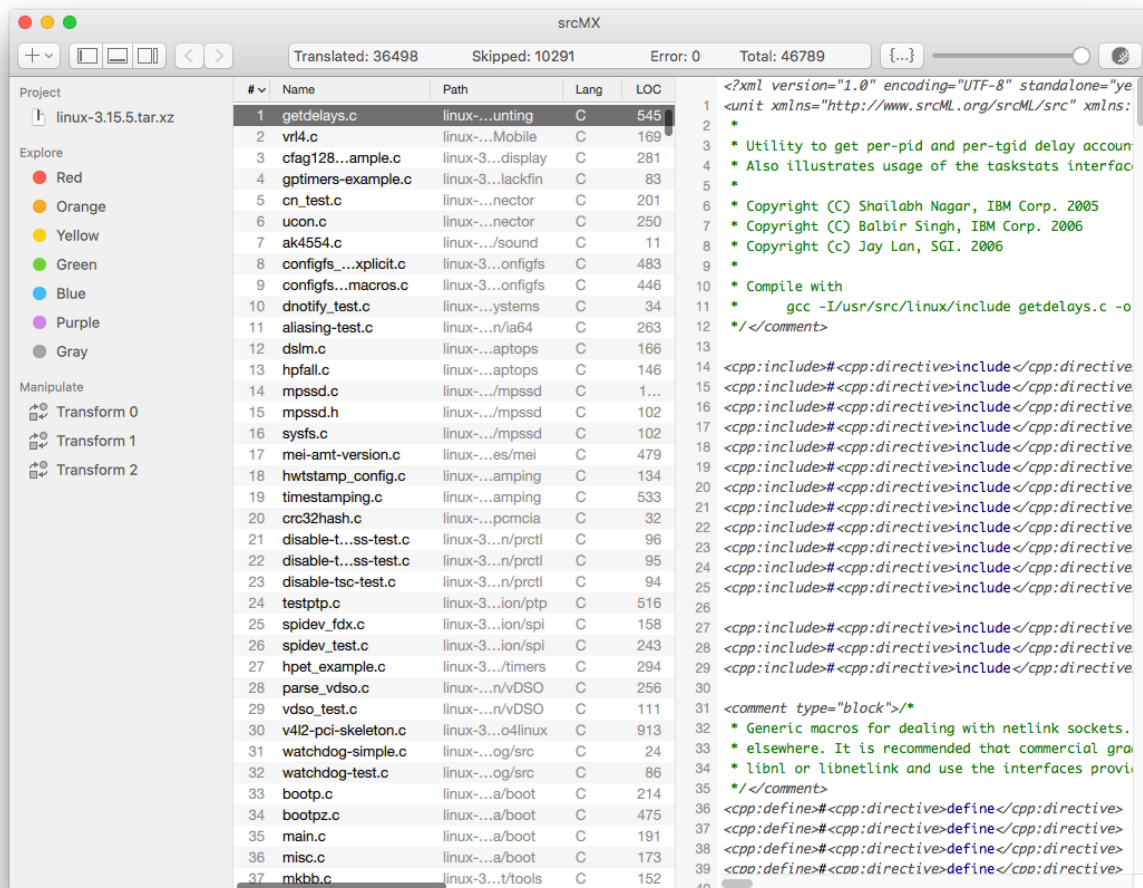 srcMX
Translated: 36498 Skipped: 10291 Error: 0 Total: 46789 {...}
Project
linux-3.15.5.tar.xz
Explore
Red
Orange
Yellow
Green
Blue
Purple
Gray
Manipulate
Transform 0
Transform 1
Transform 2
# Name Path Lang LOC
1 getdelays.c linux-...unting C 545
2 vrl4.c linux-...Mobile C 169
3 cfag128...ample.c linux-3...display C 281
4 gptimers-example.c linux-3...lackfin C 83
5 cn_test.c linux-...nector C 201
6 ucon.c linux-...nector C 250
7 ak4554.c linux-.../sound C 11
8 configfs_...xplicit.c linux-3...onfigfs C 483
9 configfs...macros.c linux-3...onfigfs C 446
10 dnotify_test.c linux-...ystems C 34
11 aliasing-test.c linux-...n/ia64 C 263
12 dslm.c linux-...aptops C 166
13 hpfall.c linux-...aptops C 146
14 mpssd.c linux-.../mpssd C 1...
15 mpssd.h linux-.../mpssd C 102
16 sysfs.c linux-.../mpssd C 102
17 mei-amt-version.c linux-...es/mei C 479
18 hwtstamp_config.c linux-...amping C 134
19 timestamping.c linux-...amping C 533
20 crc32hash.c linux-...pcmcia C 32
21 disable-t...ss-test.c linux-3...n/prctl C 96
22 disable-t...ss-test.c linux-3...n/prctl C 95
23 disable-tsc-test.c linux-3...n/prctl C 94
24 testptp.c linux-3...ion/ptp C 516
25 spidev_fdx.c linux-3...ion/spi C 158
26 spidev_test.c linux-3...ion/spi C 243
27 hpet_example.c linux-3.../timers C 294
28 parse_vdso.c linux-...n/vDSO C 256
29 vdso_test.c linux-...n/vDSO C 111
30 v4l2-pci-skeleton.c linux-3...o4linux C 913
31 watchdog-simple.c linux-...og/src C 24
32 watchdog-test.c linux-...og/src C 86
33 bootp.c linux-...a/boot C 214
34 bootpz.c linux-...a/boot C 475
35 main.c linux-...a/boot C 191
36 misc.c linux-...a/boot C 173
37 mkbb.c linux-3...t/tools C 152
<?xml version="1.0" encoding="UTF-8" standalone="ye
1 <unit xmlns="http://www.srcML.org/srcML/src" xmlns:
2 *
3 * Utility to get per-pid and per-tgid delay accoun
4 * Also illustrates usage of the taskstats interfac
5 *
6 * Copyright (C) Shailabh Nagar, IBM Corp. 2005
7 * Copyright (C) Balbir Singh, IBM Corp. 2006
8 * Copyright (c) Jay Lan, SGI. 2006
9 *
10 * Compile with
11 * gcc -I/usr/src/linux/include getdelays.c -o
12 */</comment>
13
14 <cpp:include>#<cpp:directive>include</cpp:directive
15 <cpp:include>#<cpp:directive>include</cpp:directive
16 <cpp:include>#<cpp:directive>include</cpp:directive
17 <cpp:include>#<cpp:directive>include</cpp:directive
18 <cpp:include>#<cpp:directive>include</cpp:directive
19 <cpp:include>#<cpp:directive>include</cpp:directive
20 <cpp:include>#<cpp:directive>include</cpp:directive
21 <cpp:include>#<cpp:directive>include</cpp:directive
22 <cpp:include>#<cpp:directive>include</cpp:directive
23 <cpp:include>#<cpp:directive>include</cpp:directive
24 <cpp:include>#<cpp:directive>include</cpp:directive
25 <cpp:include>#<cpp:directive>include</cpp:directive
26
27 <cpp:include>#<cpp:directive>include</cpp:directive
28 <cpp:include>#<cpp:directive>include</cpp:directive
29 <cpp:include>#<cpp:directive>include</cpp:directive
30
31 <comment type="block">/*
32 * Generic macros for dealing with netlink sockets.
33 * elsewhere. It is recommended that commercial gra
34 * libnl or libnetlink and use the interfaces provi
35 */</comment>
36 <cpp:define>#<cpp:directive>define</cpp:directive>
37 <cpp:define>#<cpp:directive>define</cpp:directive>
38 <cpp:define>#<cpp:directive>define</cpp:directive>
39 <cpp:define>#<cpp:directive>define</cpp:directive>